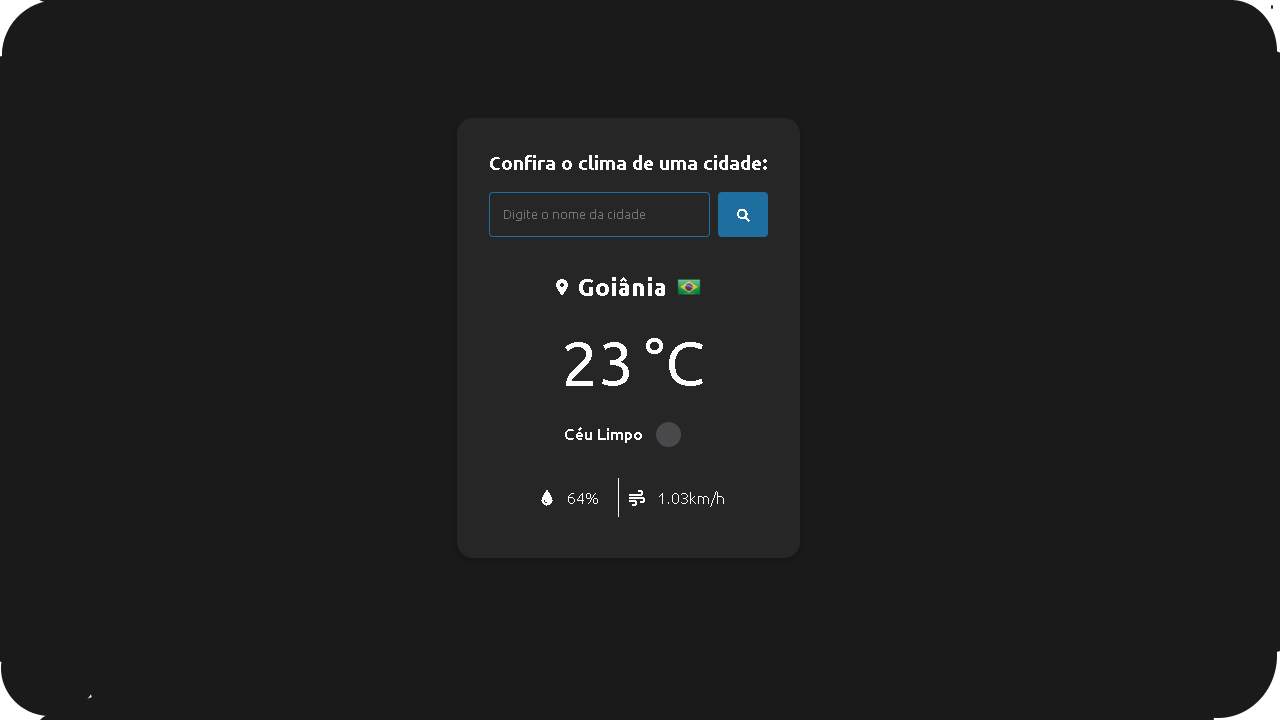 Confira o clima de uma cidade:
Digite o nome da cidade
Goiânia
23 °C
Céu Limpo
64% 1.03km/h